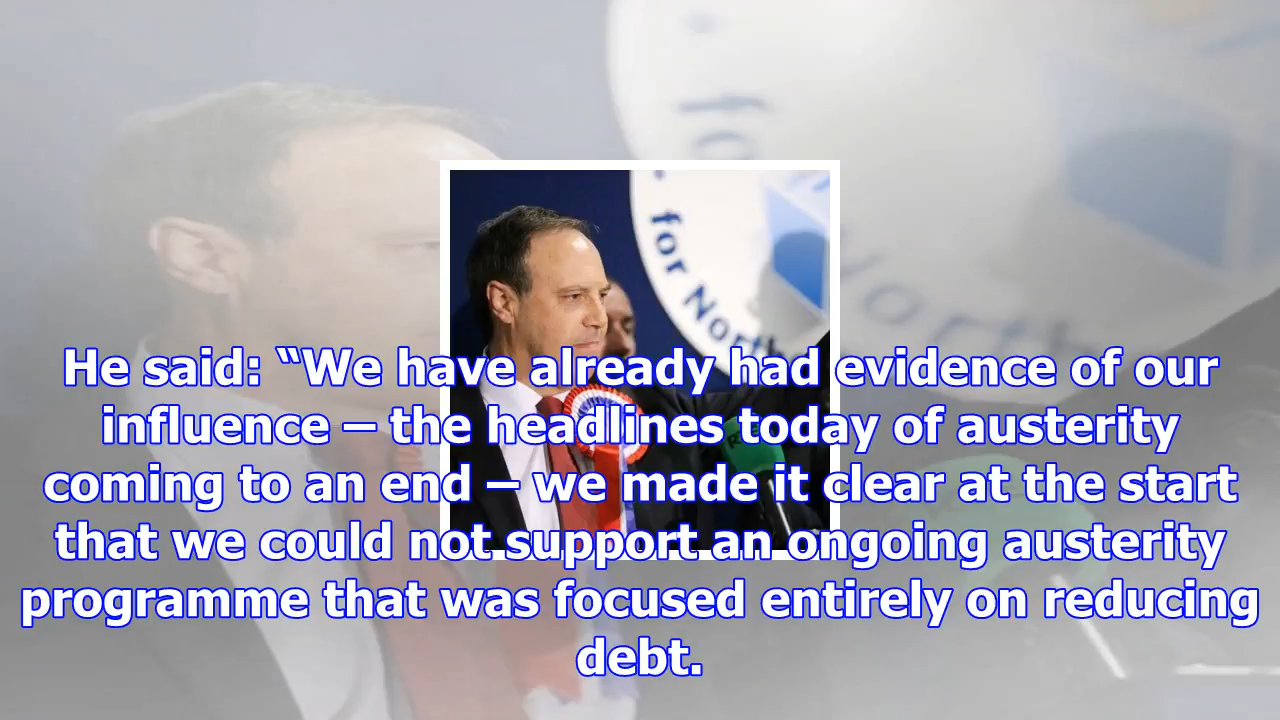 for North
He said: “We have already had evidence of our
influence – the headlines today of austerity
coming to an end – we made it clear at the start
that we could not support an ongoing austerity
programme that was focused entirely on reducing
debt.